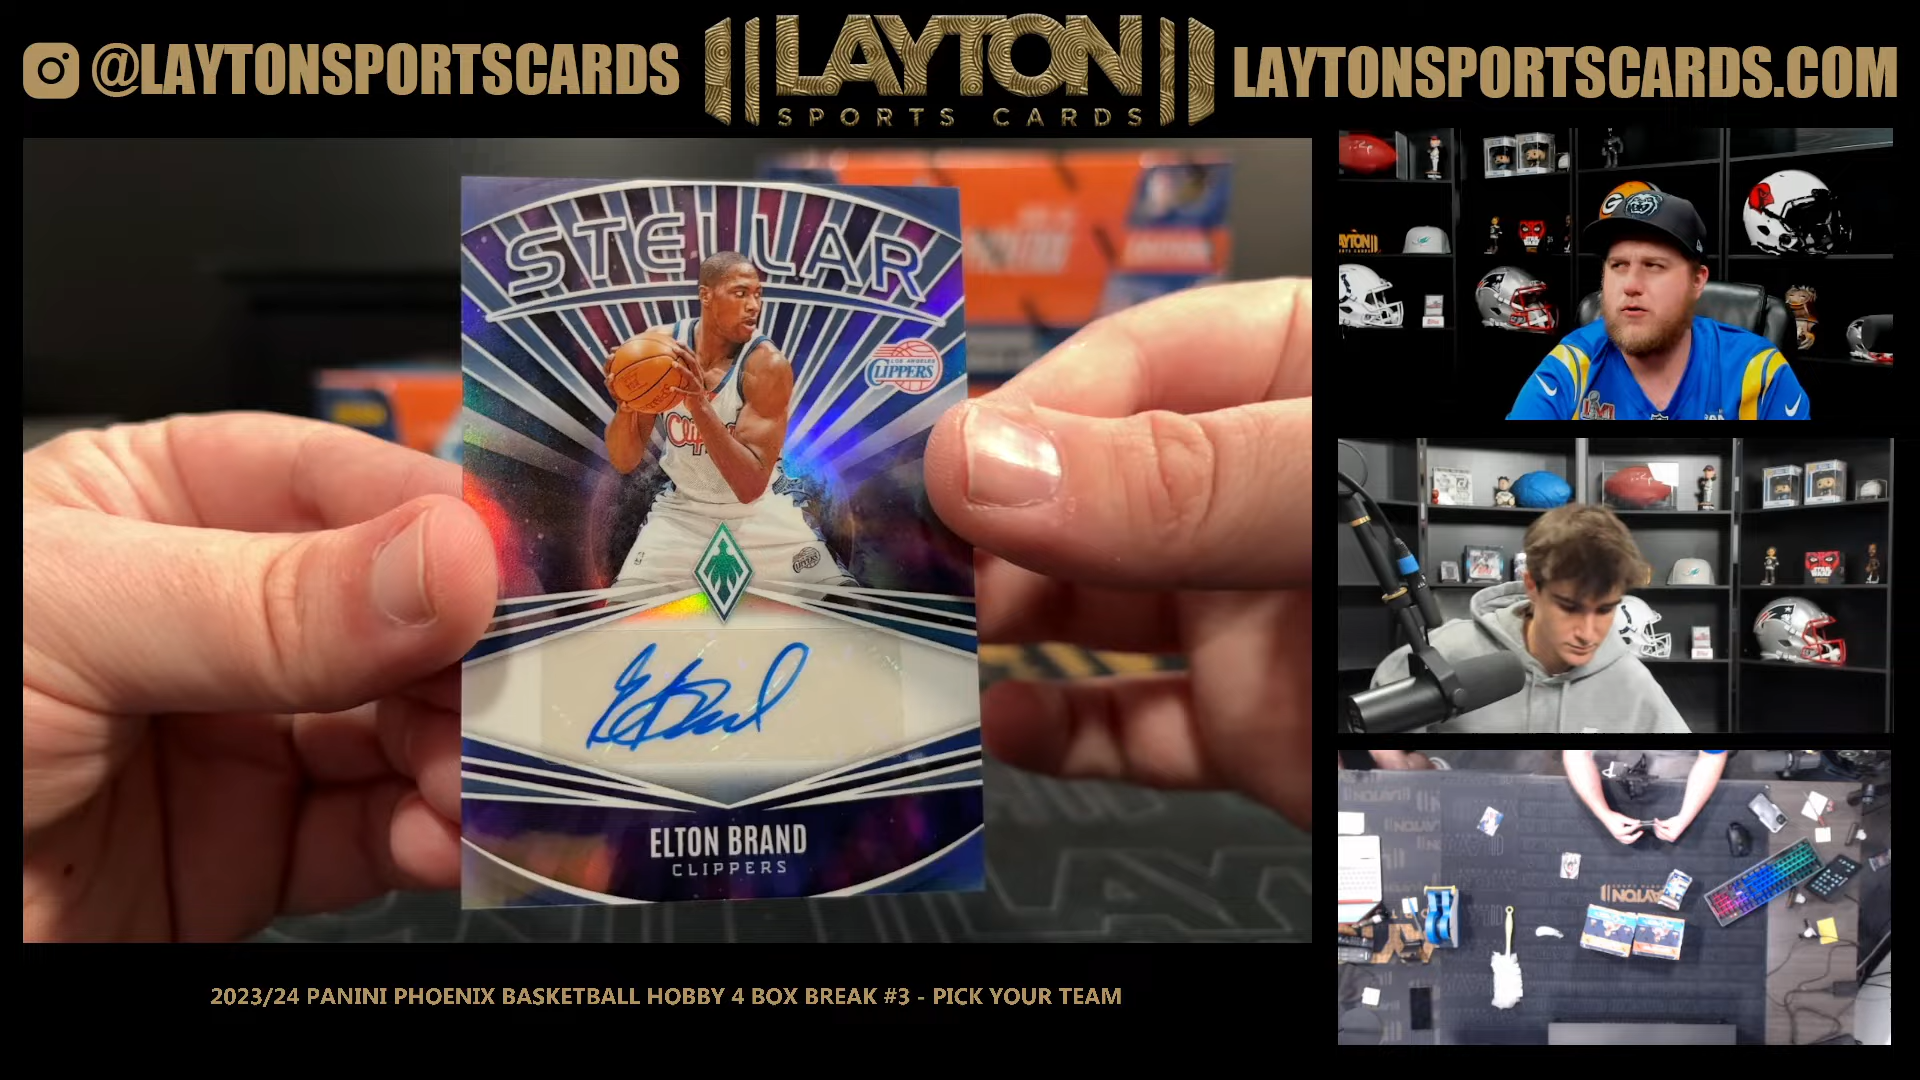 @LAYTONSPORTSCARDS
LAYTON
SPORTS CARDS
LAYTONSPORTSCARDS.COM
STELLAR
LOS ANGELES
CLIPPERS
ELTON BRAND
CLIPPERS
LAYTON
2023/24 PANINI PHOENIX BASKETBALL HOBBY 4 BOX BREAK #3 - PICK YOUR TEAM